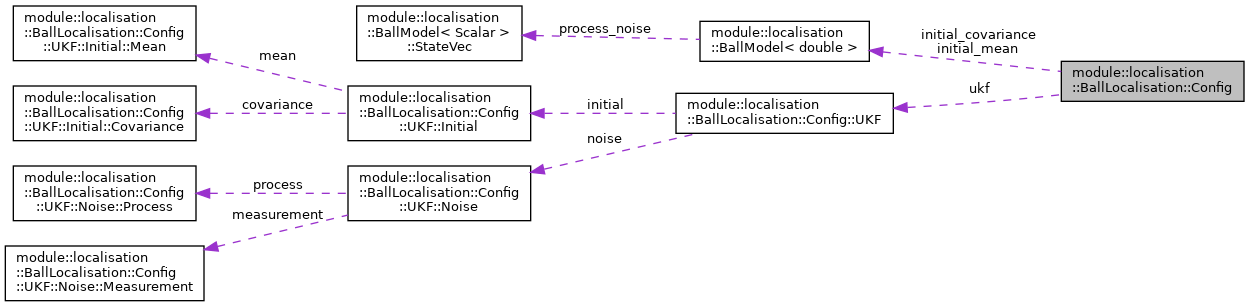 module::localisation
::BallLocalisation::Config
::UKF::Initial::Mean
module::localisation
::BallModel< Scalar >
::StateVec
process_noise
module::localisation
::BallModel< double >
initial_covariance
initial_mean
module::localisation
::BallLocalisation::Config
mean
ukf
module::localisation
::BallLocalisation::Config
::UKF::Initial::Covariance
covariance
module::localisation
::BallLocalisation::Config
::UKF::Initial
initial
module::localisation
::BallLocalisation::Config::UKF
noise
module::localisation
::BallLocalisation::Config
::UKF::Noise::Process
process
module::localisation
::BallLocalisation::Config
::UKF::Noise
measurement
module::localisation
::BallLocalisation::Config
::UKF::Noise::Measurement